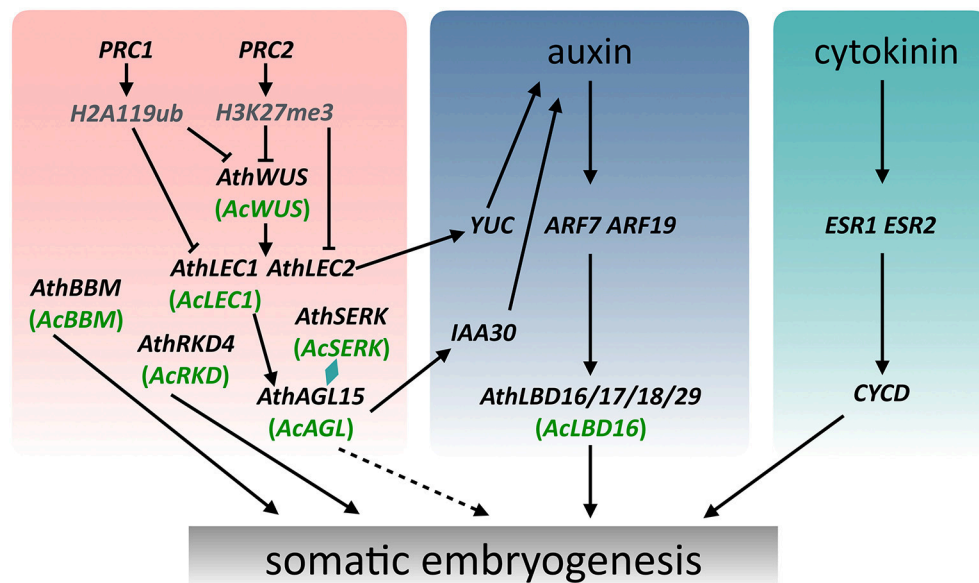 PRC1
PRC2
H2A119ub
H3K27me3
AthWUS
(AcWUS)
AthLEC1 AthLEC2
(AcLEC1)
AthBBM
(AcBBM)
AthRKD4
(AcRKD)
AthSERK
(AcSERK)
AthAGL15
(AcAGL)
auxin
YUC
ARF7 ARF19
IAA30
AthLBD16/17/18/29
(AcLBD16)
cytokinin
ESR1 ESR2
CYCD
somatic embryogenesis